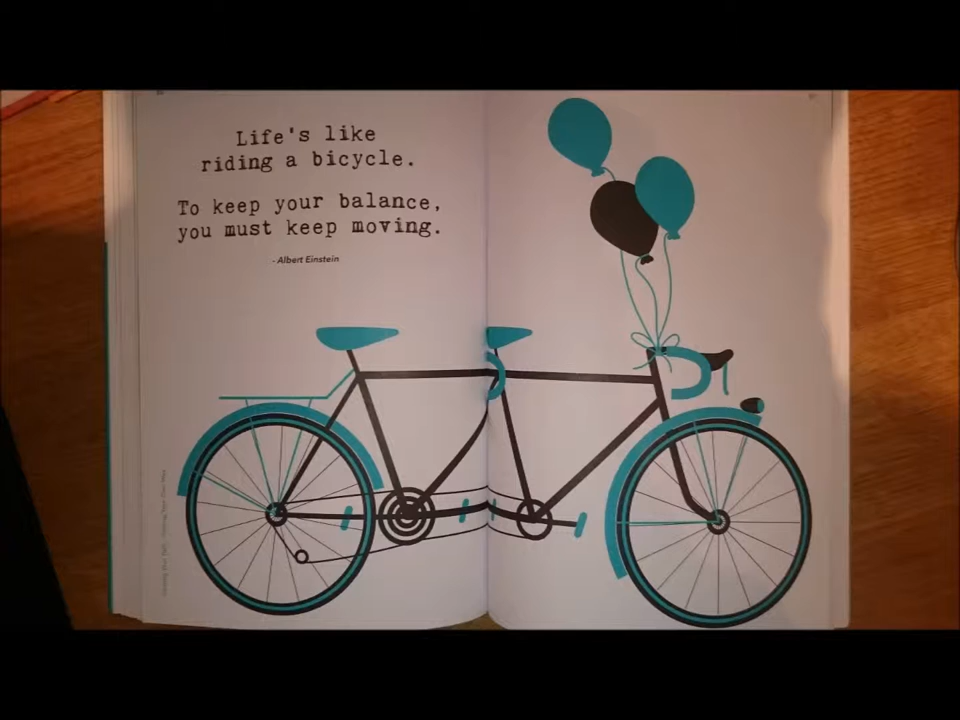 Life's like
riding a bicycle.
To keep your balance,
you must keep moving.
- Albert Einstein